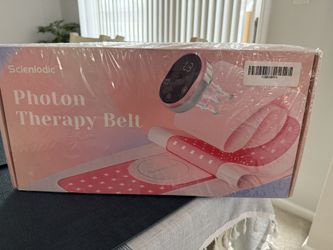 Scienlodic
Photon
Therapy Belt